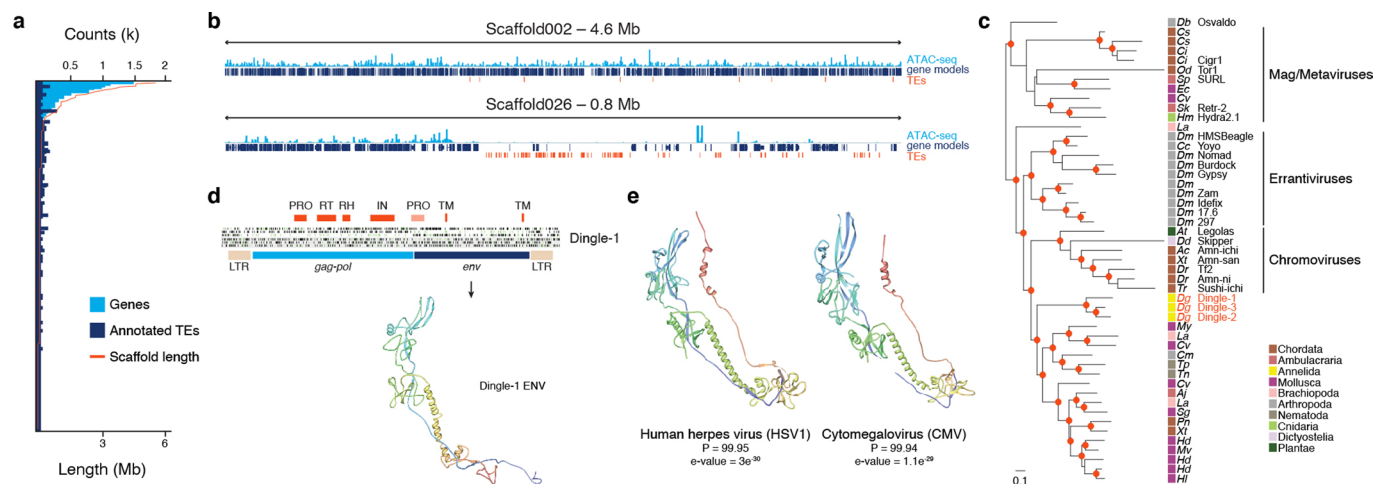 a
Counts (k)
0.5 1 1.5 2
Genes
Annotated TEs
Scaffold length
3 6
Length (Mb)
b
Scaffold002 – 4.6 Mb
ATAC-seq
gene models
TEs
Scaffold026 – 0.8 Mb
ATAC-seq
gene models
TEs
d
PRO RT RH IN PRO TM TM
Dingle-1
LTR gag-pol env LTR
Dingle-1 ENV
e
Human herpes virus (HSV1)
P = 99.95
e-value = 3e-30
Cytomegalovirus (CMV)
P = 99.94
e-value = 1.1e-29
c
Db Osvaldo
Cs
Cs
Ci
Ci Cigr1
Od Tor1
Sp SURL
Ec
Cv
Sk Retr-2
Hm Hydra2.1
La
Dm HMSBeagle
Cc Yoyo
Dm Nomad
Dm Burdock
Dm Gypsy
Dm
Dm Zam
Dm Idefix
Dm 17.6
Dm 297
At Legolas
Dd Skipper
Ac Amn-ichi
Xt Amn-san
Dr Tf2
Dr Amn-ni
Tr Sushi-ichi
Dg Dingle-1
Dg Dingle-3
Dg Dingle-2
My
La
Cv
Cm
Tp
Tn
Cv
Aj
La
Sg
Pn
Xt
Hd
Mv
Hd
Hd
Hl
Mag/Metaviruses
Errantiviruses
Chromoviruses
Chordata
Ambulacraria
Annelida
Mollusca
Brachiopoda
Arthropoda
Nematoda
Cnidaria
Dictyostelia
Plantae
0.1